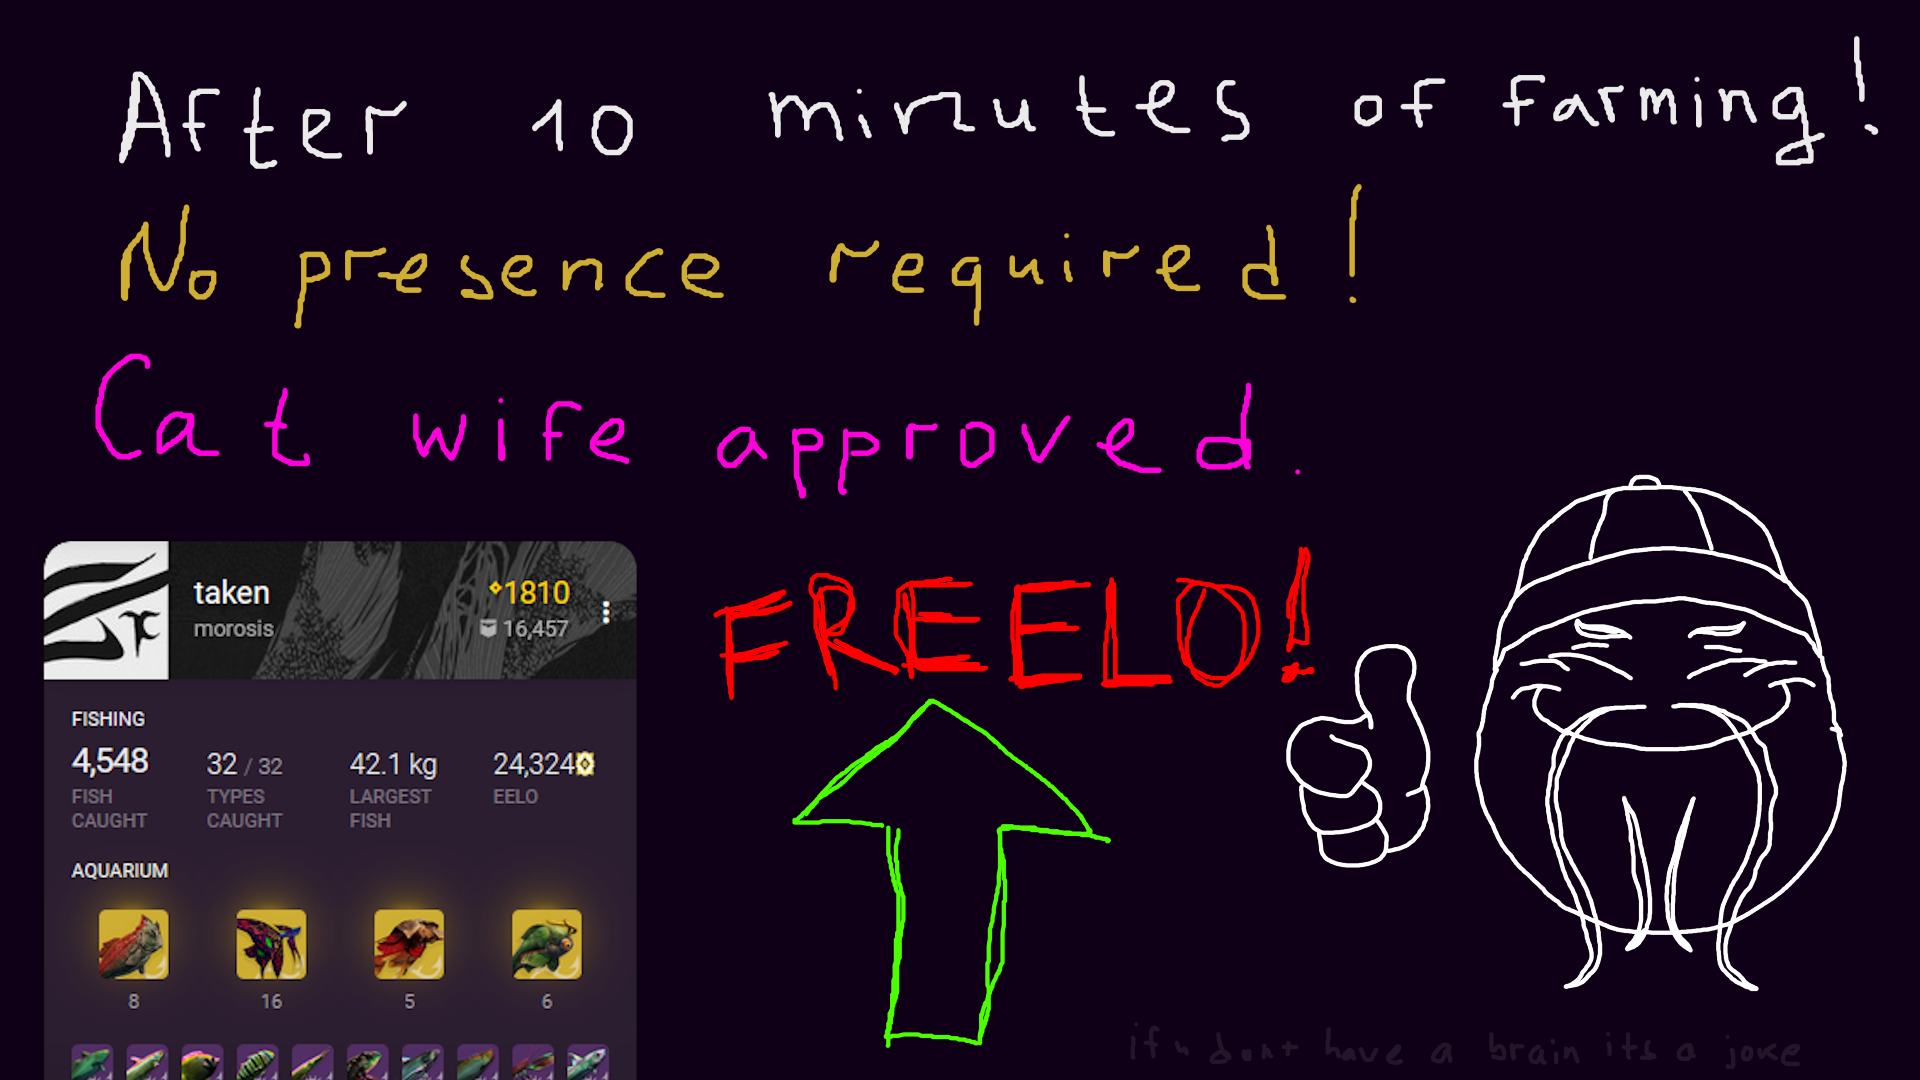 After 10 minutes of farming!
No presence required!
Cat wife approved.
FREELO!
taken
1810
morosis
16,457
FISHING
4,548 32 / 32 42.1 kg 24,324
FISH CAUGHT TYPES CAUGHT LARGEST FISH EELO
AQUARIUM
8 16 5 6
if u dont have a brain its a joke